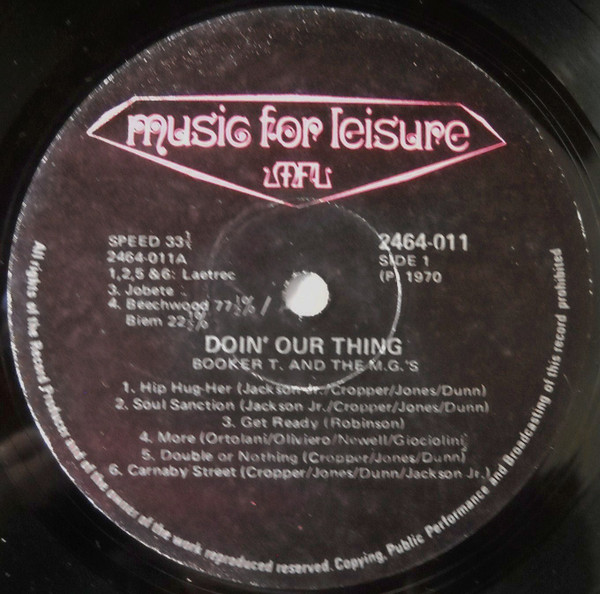 music for leisure
MFL
SPEED 33⅓
2464-011A
1,2,5 &6: Laetrec
3. Jobete
4. Beechwood 77½%/
Biem 22½%
2464-011
SIDE 1
(P) 1970
DOIN' OUR THING
BOOKER T. AND THE M.G.'S
1. Hip Hug-Her (Jackson Jr./Cropper/Jones/Dunn)
2. Soul Sanction (Jackson Jr./Cropper/Jones/Dunn)
3. Get Ready (Robinson)
4. More (Ortolani/Oliviero/Newell/Giociolini)
5. Double or Nothing (Cropper/Jones/Dunn)
6. Carnaby Street (Cropper/Jones/Dunn/Jackson Jr.)
All rights of the Record Producer and of the owner of the work reproduced reserved. Copying, Public Performance and Broadcasting of this record prohibited